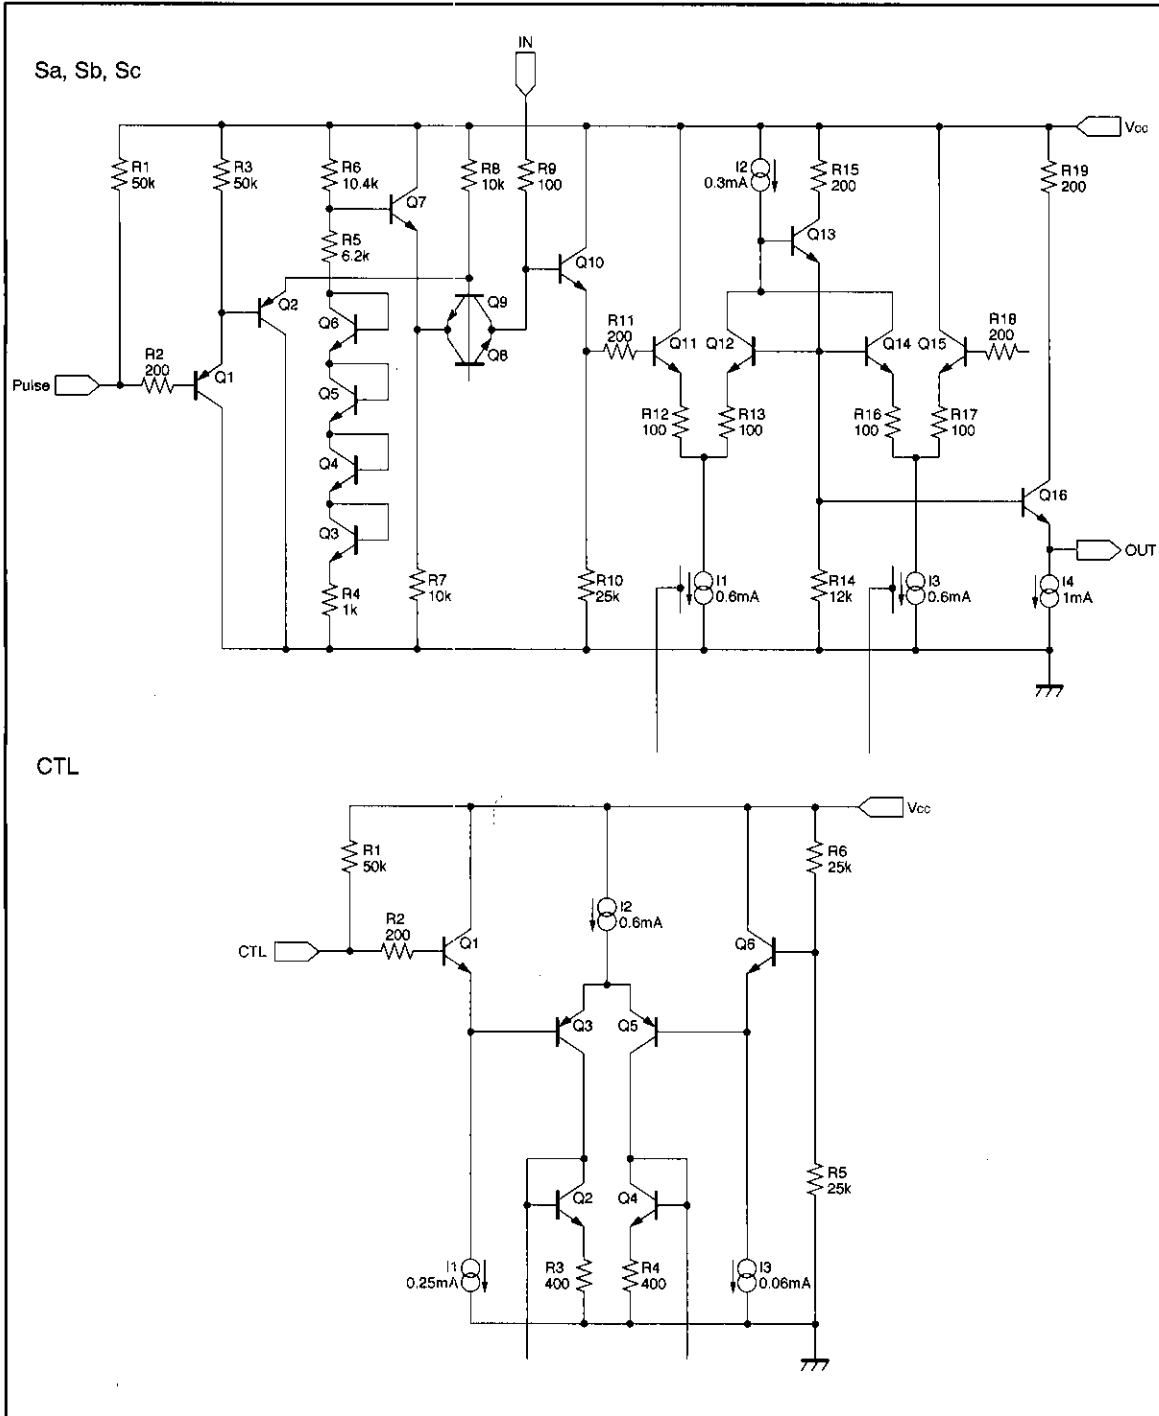 Sa, Sb, Sc
IN
Vcc
R1
50k
R3
50k
R6
10.4k
Q7
R8
10k
R9
100
I2
0.3mA
R15
200
R19
200
R5
6.2k
Q13
Q10
Q2
Q9
Q6
Q8
R11
200
Q11
Q12
Q14
Q15
R18
200
R2
200
Pulse
Q1
Q5
R12
100
R13
100
R16
100
R17
100
Q4
Q16
Q3
OUT
R4
1k
R7
10k
R10
25k
I1
0.6mA
R14
12k
I3
0.6mA
I4
1mA
CTL
Vcc
R1
50k
R6
25k
I2
0.6mA
R2
200
CTL
Q1
Q6
Q3
Q5
Q2
Q4
R5
25k
I1
0.25mA
R3
400
R4
400
I3
0.06mA